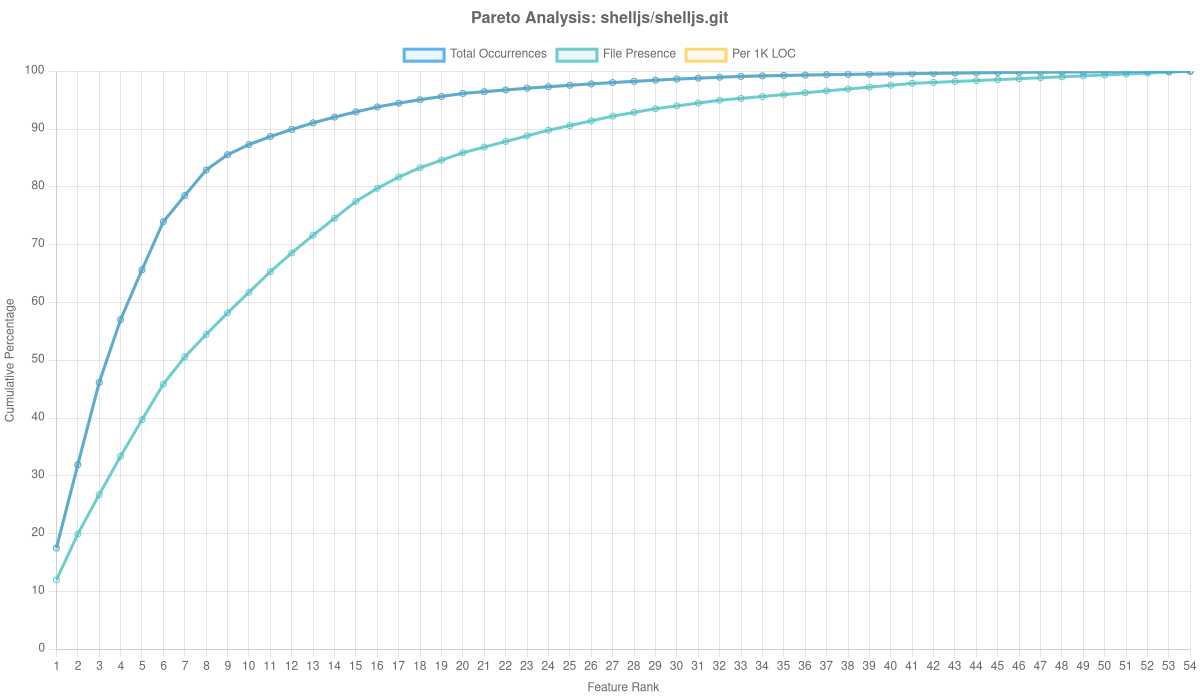 Pareto Analysis: shelljs/shelljs.git
Total Occurrences File Presence Per 1K LOC
100
90
80
70
60
50
40
30
20
10
0
Cumulative Percentage
1 2 3 4 5 6 7 8 9 10 11 12 13 14 15 16 17 18 19 20 21 22 23 24 25 26 27 28 29 30 31 32 33 34 35 36 37 38 39 40 41 42 43 44 45 46 47 48 49 50 51 52 53 54
Feature Rank